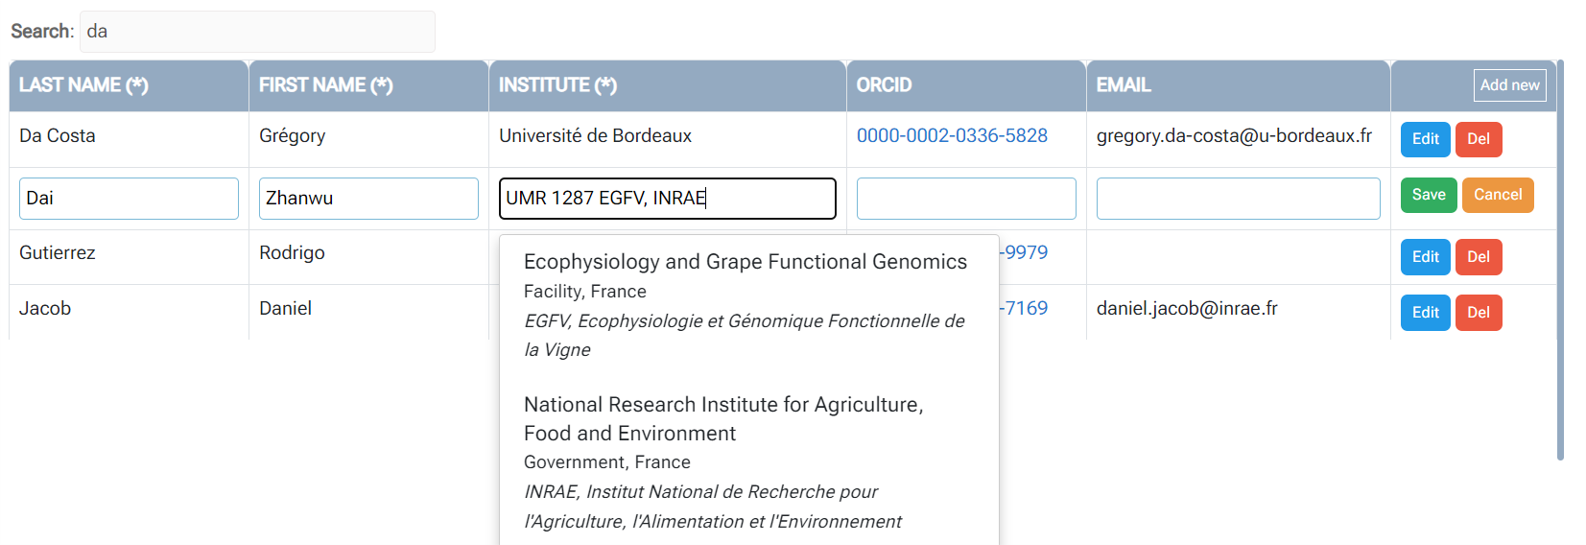 Search: da
LAST NAME (*) FIRST NAME (*) INSTITUTE (*) ORCID EMAIL Add new
Da Costa Grégory Université de Bordeaux 0000-0002-0336-5828 gregory.da-costa@u-bordeaux.fr Edit Del
Dai Zhanwu UMR 1287 EGFV, INRAE Save Cancel
Gutierrez Rodrigo -9979 Edit Del
Jacob Daniel -7169 daniel.jacob@inrae.fr Edit Del
Ecophysiology and Grape Functional Genomics
Facility, France
EGFV, Ecophysiologie et Génomique Fonctionnelle de
la Vigne
National Research Institute for Agriculture,
Food and Environment
Government, France
INRAE, Institut National de Recherche pour
l'Agriculture, l'Alimentation et l'Environnement